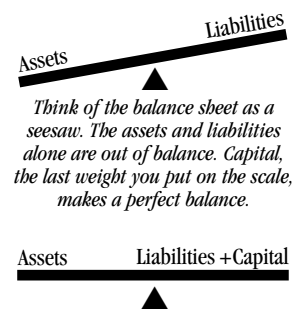 Liabilities
Assets
Think of the balance sheet as a
seesaw. The assets and liabilities
alone are out of balance. Capital,
the last weight you put on the scale,
makes a perfect balance.
Assets Liabilities +Capital